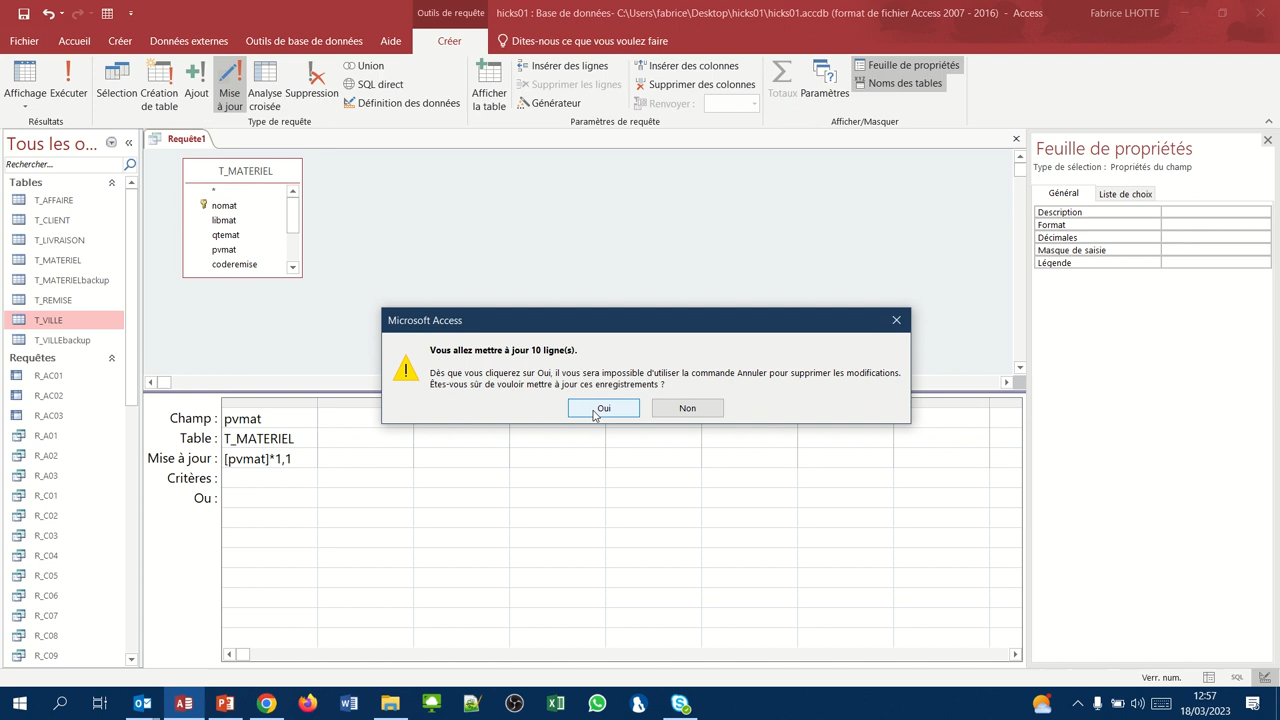 Outils de requête
hicks01 : Base de données- C:\Users\fabrice\Desktop\hicks01\hicks01.accdb (format de fichier Access 2007 - 2016) — Access
Fabrice LHOTTE
Fichier
Accueil
Créer
Données externes
Outils de base de données
Aide
Créer
Dites-nous ce que vous voulez faire
Affichage
Exécuter
Résultats
Sélection
Création de table
Ajout
Mise à jour
Analyse croisée
Suppression
Union
SQL direct
Définition des données
Type de requête
Afficher la table
Insérer des lignes
Supprimer les lignes
Générateur
Insérer des colonnes
Supprimer des colonnes
Renvoyer :
Paramètres de requête
Totaux
Paramètres
Feuille de propriétés
Noms des tables
Afficher/Masquer
Tous les o...
Rechercher...
Tables
T_AFFAIRE
T_CLIENT
T_LIVRAISON
T_MATERIEL
T_MATERIELbackup
T_REMISE
T_VILLE
T_VILLEbackup
Requêtes
R_AC01
R_AC02
R_AC03
R_A01
R_A02
R_A03
R_C01
R_C02
R_C03
R_C04
R_C05
R_C06
R_C07
R_C08
R_C09
Requête1
T_MATERIEL
*
nomat
libmat
qtemat
pvmat
coderemise
Microsoft Access
Vous allez mettre à jour 10 ligne(s).
Dès que vous cliquerez sur Oui, il vous sera impossible d'utiliser la commande Annuler pour supprimer les modifications.
Êtes-vous sûr de vouloir mettre à jour ces enregistrements ?
Oui
Non
Champ : pvmat
Table : T_MATERIEL
Mise à jour : [pvmat]*1,1
Critères :
Ou :
Feuille de propriétés
Type de sélection : Propriétés du champ
Général
Liste de choix
Description
Format
Décimales
Masque de saisie
Légende
Verr. num.
SQL
12:57
18/03/2023